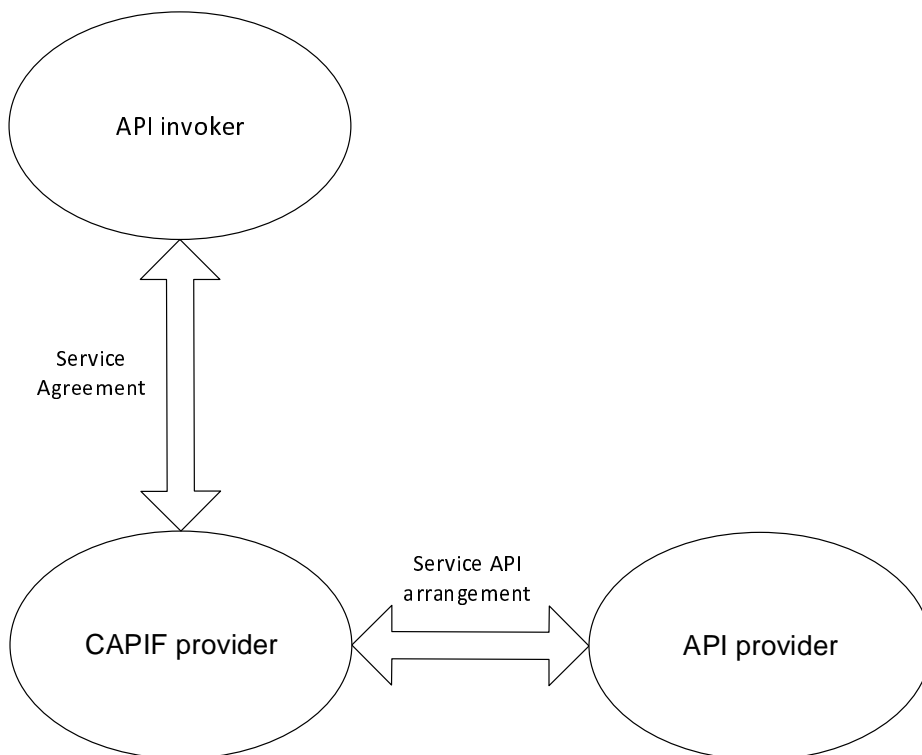 API invoker
Service
Agreement
Service API
arrangement
CAPIF provider
API provider